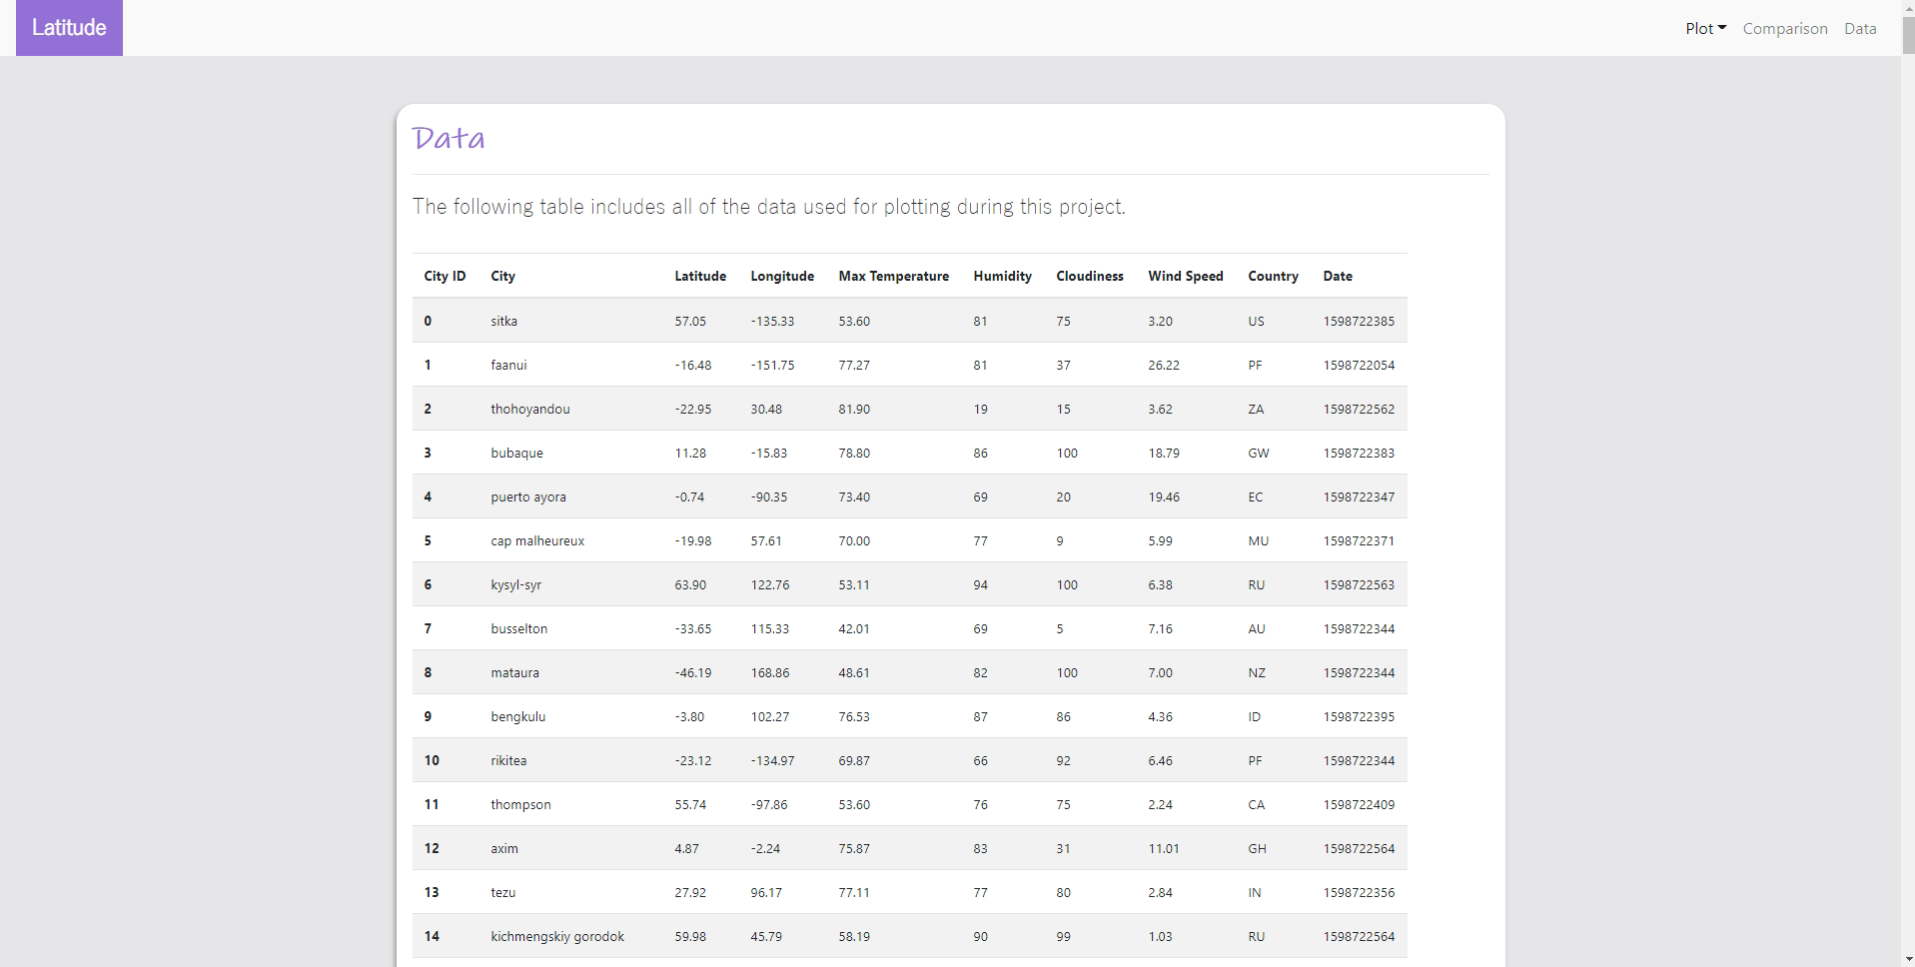 Latitude
Plot Comparison Data
Data
The following table includes all of the data used for plotting during this project.
City ID City Latitude Longitude Max Temperature Humidity Cloudiness Wind Speed Country Date
0 sitka 57.05 -135.33 53.60 81 75 3.20 US 1598722385
1 faanui -16.48 -151.75 77.27 81 37 26.22 PF 1598722054
2 thohoyandou -22.95 30.48 81.90 19 15 3.62 ZA 1598722562
3 bubaque 11.28 -15.83 78.80 86 100 18.79 GW 1598722383
4 puerto ayora -0.74 -90.35 73.40 69 20 19.46 EC 1598722347
5 cap malheureux -19.98 57.61 70.00 77 9 5.99 MU 1598722371
6 kysyl-syr 63.90 122.76 53.11 94 100 6.38 RU 1598722563
7 busselton -33.65 115.33 42.01 69 5 7.16 AU 1598722344
8 mataura -46.19 168.86 48.61 82 100 7.00 NZ 1598722344
9 bengkulu -3.80 102.27 76.53 87 86 4.36 ID 1598722395
10 rikitea -23.12 -134.97 69.87 66 92 6.46 PF 1598722344
11 thompson 55.74 -97.86 53.60 76 75 2.24 CA 1598722409
12 axim 4.87 -2.24 75.87 83 31 11.01 GH 1598722564
13 tezu 27.92 96.17 77.11 77 80 2.84 IN 1598722356
14 kichmengskiy gorodok 59.98 45.79 58.19 90 99 1.03 RU 1598722564